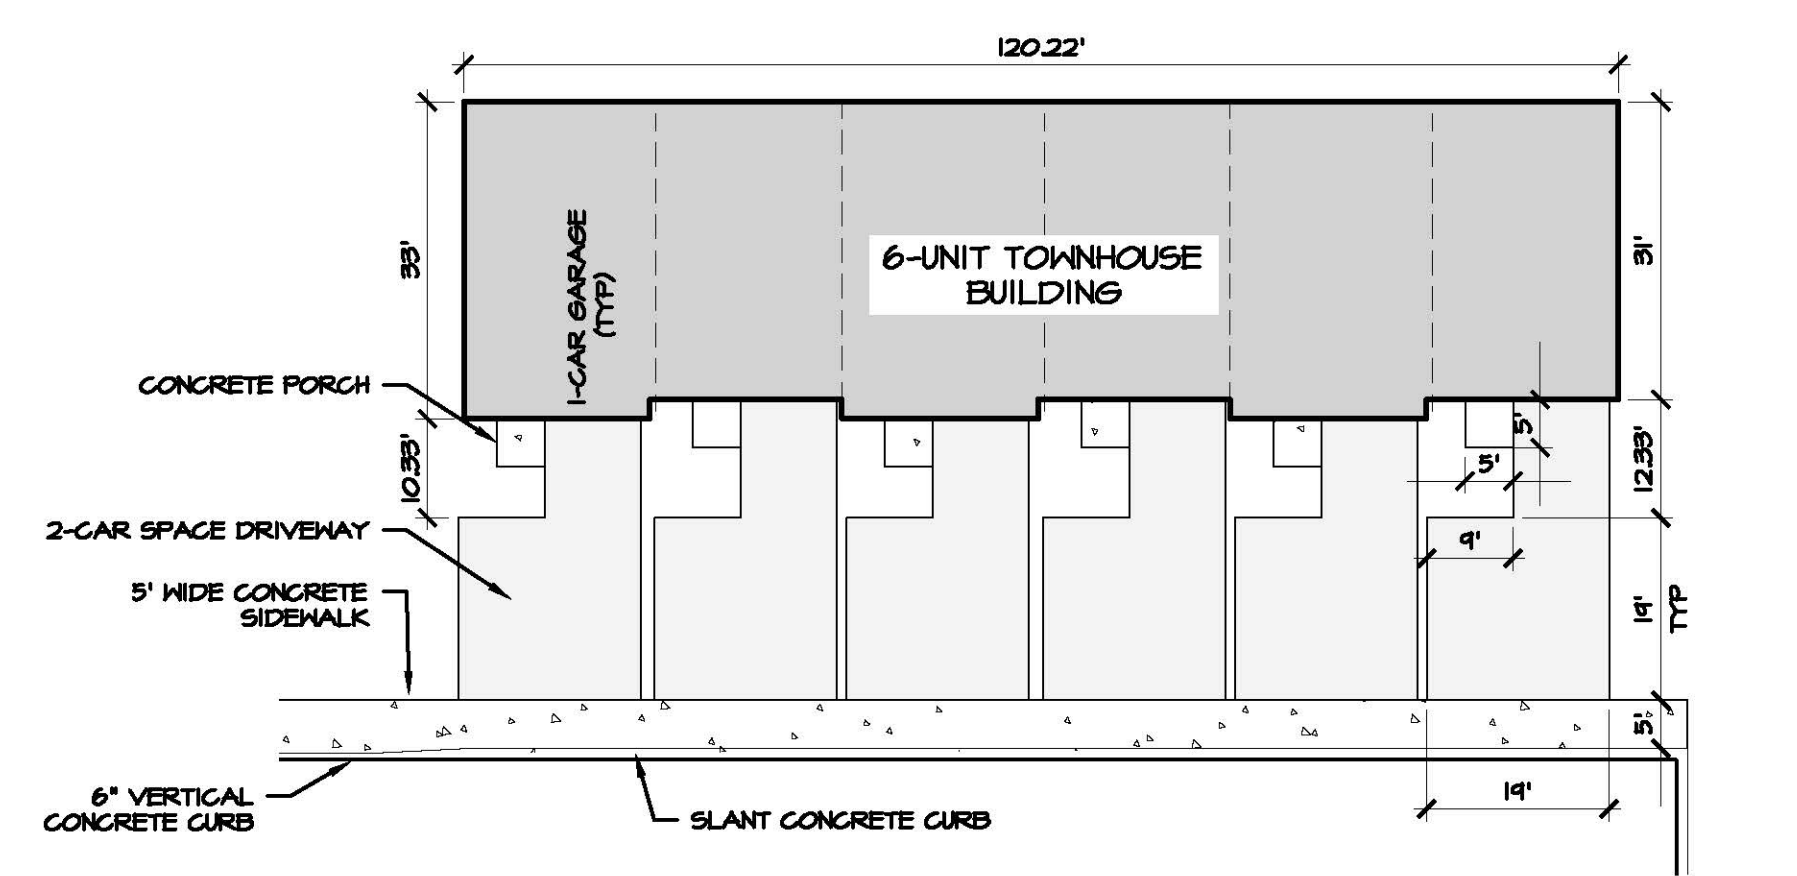 120.22'
33'
31'
1-CAR GARAGE
(TYP)
6-UNIT TOWNHOUSE
BUILDING
CONCRETE PORCH
10.33'
5'
5'
12.33'
2-CAR SPACE DRIVEWAY
9'
5' WIDE CONCRETE
SIDEWALK
19'
TYP
5'
6" VERTICAL
CONCRETE CURB
SLANT CONCRETE CURB
19'